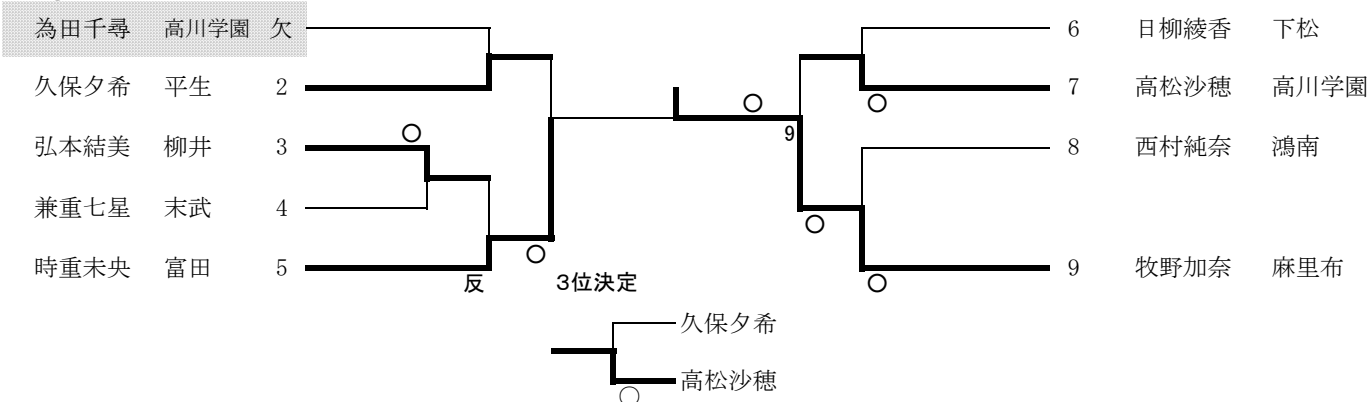 為田千尋 高川学園 欠
久保夕希 平生 2
弘本結美 柳井 3 ○
兼重七星 末武 4
時重未央 富田 5
反
○
3位決定
○
9
○
6 日柳綾香 下松
7 高松沙穂 高川学園
○
8 西村純奈 鴻南
9 牧野加奈 麻里布
○
久保夕希
高松沙穂
○